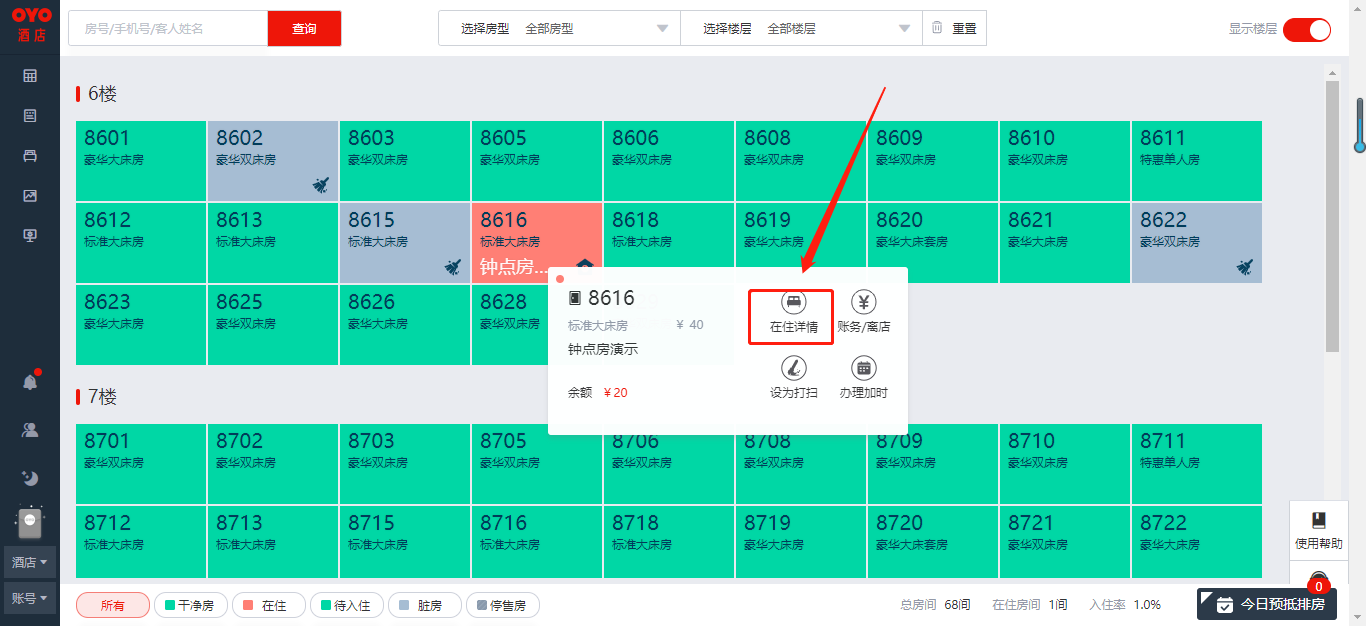 OYO
酒店
房号/手机号/客人姓名 查询 选择房型 全部房型 选择楼层 全部楼层 重置 显示楼层
6楼
8601 8602 8603 8605 8606 8608 8609 8610 8611
豪华大床房 豪华双床房 豪华双床房 豪华双床房 豪华双床房 豪华双床房 豪华双床房 豪华双床房 特惠单人房
8612 8613 8615 8616 8618 8619 8620 8621 8622
标准大床房 标准大床房 标准大床房 标准大床房 标准大床房 豪华大床房 豪华大床套房 豪华大床房 豪华双床房
钟点房...
8623 8625 8626 8628
豪华大床房 豪华双床房 豪华大床房 豪华双床房
8616
标准大床房 ¥ 40
钟点房演示
余额 ¥20
在住详情 账务/离店
设为打扫 办理加时
7楼
8701 8702 8703 8705 8706 8708 8709 8710 8711
豪华双床房 豪华双床房 豪华双床房 豪华双床房 豪华双床房 豪华双床房 豪华双床房 豪华双床房 特惠单人房
8712 8713 8715 8716 8718 8719 8720 8721 8722
标准大床房 标准大床房 标准大床房 标准大床房 标准大床房 豪华大床房 豪华大床套房 豪华双床房 豪华大床房
酒店
账号
使用帮助
所有 干净房 在住 待入住 脏房 停售房 总房间 68间 在住房间 1间 入住率 1.0%
0
今日预抵排房